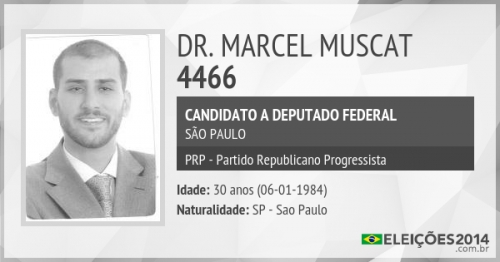 DR. MARCEL MUSCAT
4466
CANDIDATO A DEPUTADO FEDERAL
SÃO PAULO
PRP - Partido Republicano Progressista
Idade: 30 anos (06-01-1984)
Naturalidade: SP - Sao Paulo
ELEIÇÕES2014
.com.br